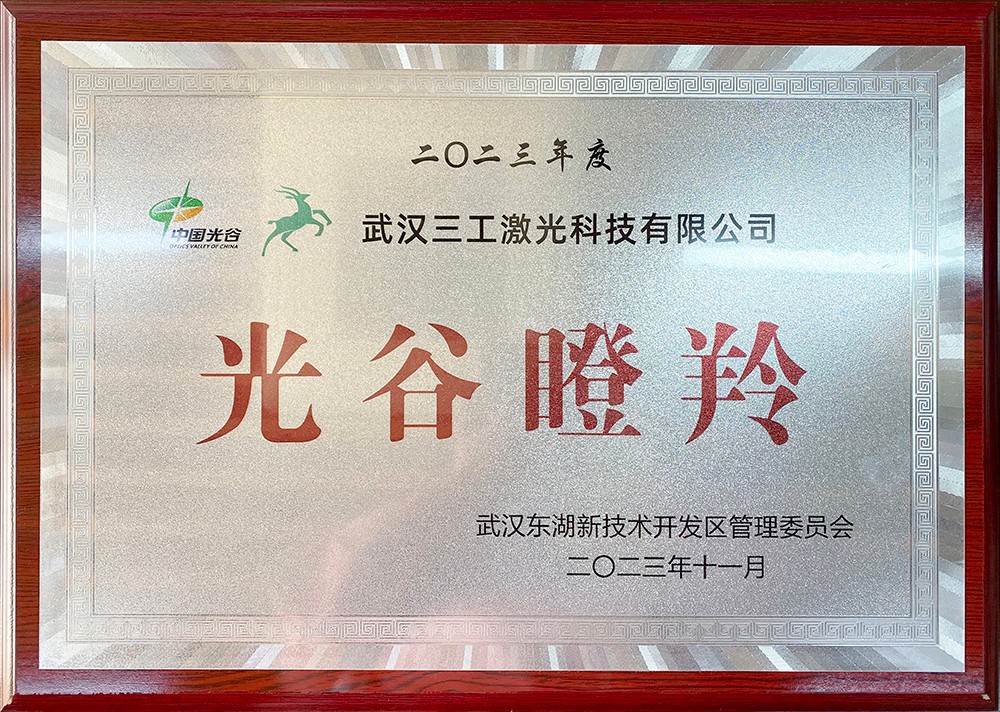 二〇二三年度
中国光谷
OPTICS VALLEY OF CHINA
武汉三工激光科技有限公司
光谷瞪羚
武汉东湖新技术开发区管理委员会
二〇二三年十一月